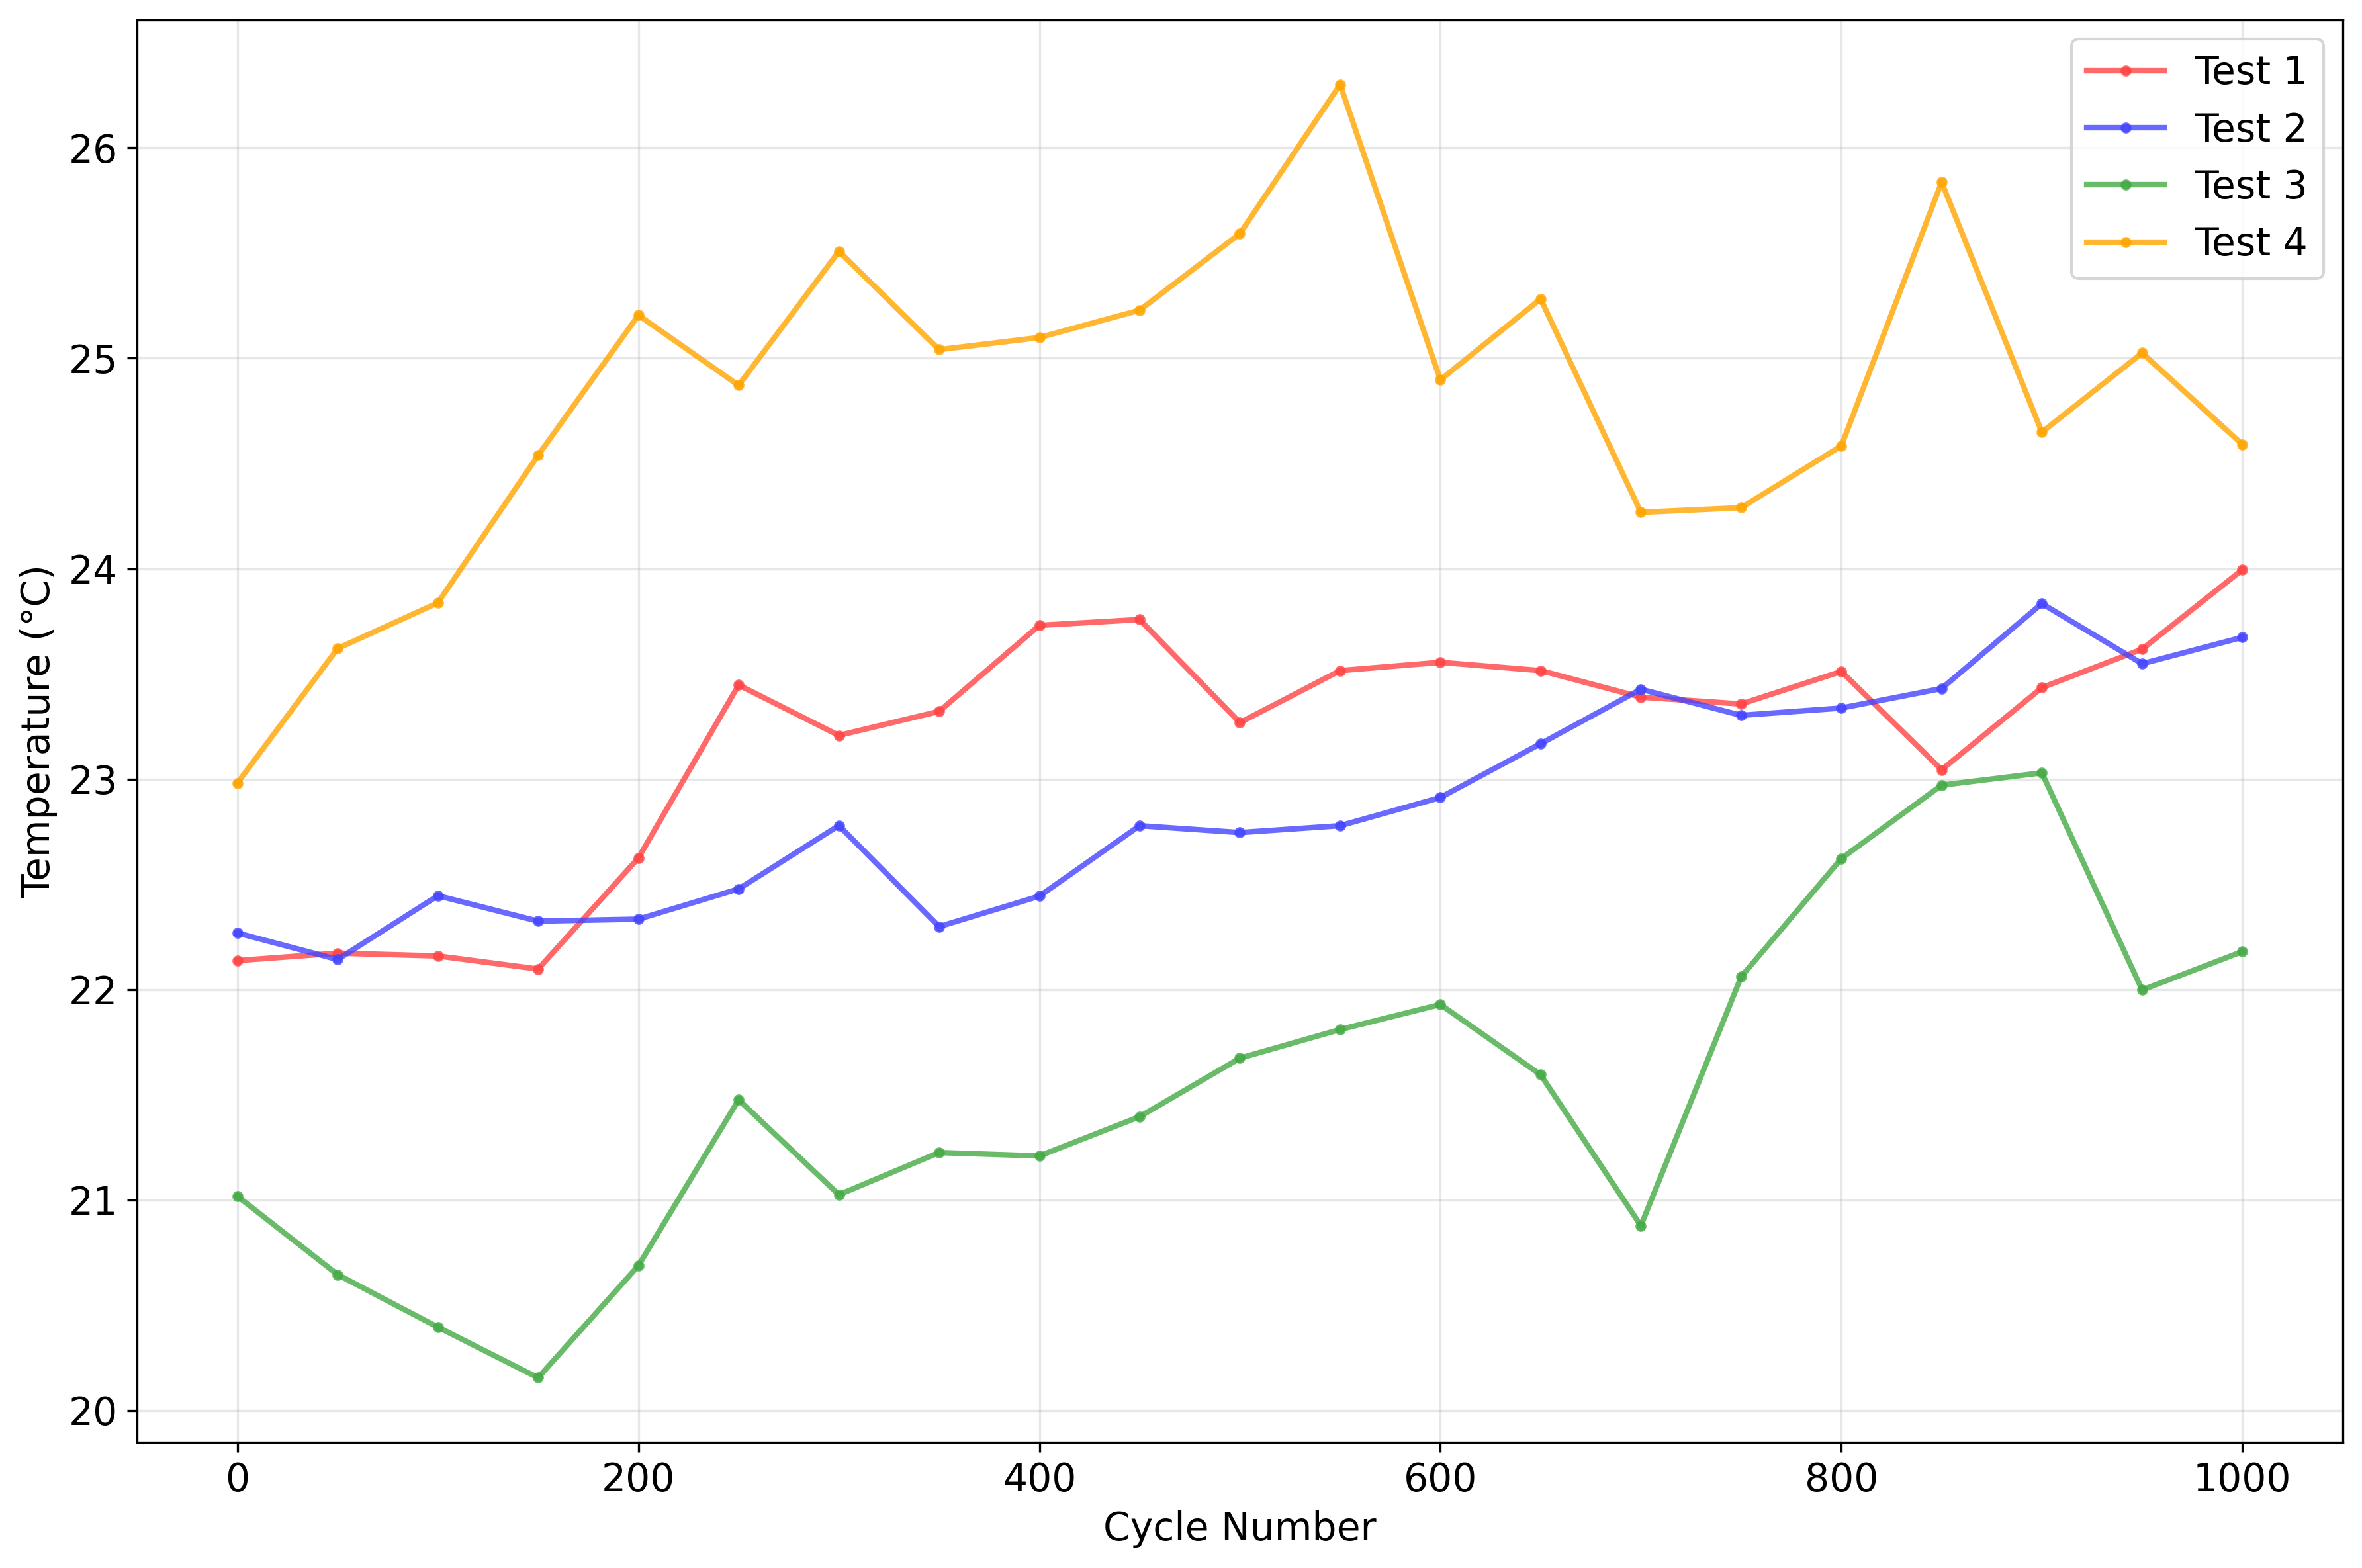 Test 1
Test 2
Test 3
Test 4
26
25
24
23
22
21
20
Temperature (°C)
0 200 400 600 800 1000
Cycle Number